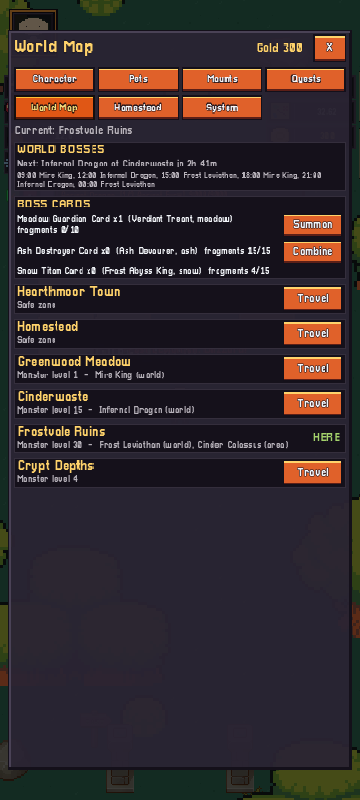 World Map
Gold 300
X
Character
Pets
Mounts
Quests
World Map
Homestead
System
Current: Frostvale Ruins
WORLD BOSSES
Next: Infernal Dragon of Cinderwaste in 2h 41m
09:00 Mire King, 12:00 Infernal Dragon, 15:00 Frost Leviathan, 18:00 Mire King, 21:00
Infernal Dragon, 00:00 Frost Leviathan
BOSS CARDS
Meadow Guardian Card x1 (Verdant Treant, meadow)
fragments 0/10
Summon
Ash Destroyer Card x0 (Ash Devourer, ash) fragments 15/15
Combine
Snow Titan Card x0 (Frost Abyss King, snow) fragments 4/15
Hearthmoor Town
Safe zone
Travel
Homestead
Safe zone
Travel
Greenwood Meadow
Monster level 1 - Mire King (world)
Travel
Cinderwaste
Monster level 15 - Infernal Dragon (world)
Travel
Frostvale Ruins
Monster level 30 - Frost Leviathan (world), Cinder Colossus (area)
HERE
Crypt Depths
Monster level 4
Travel